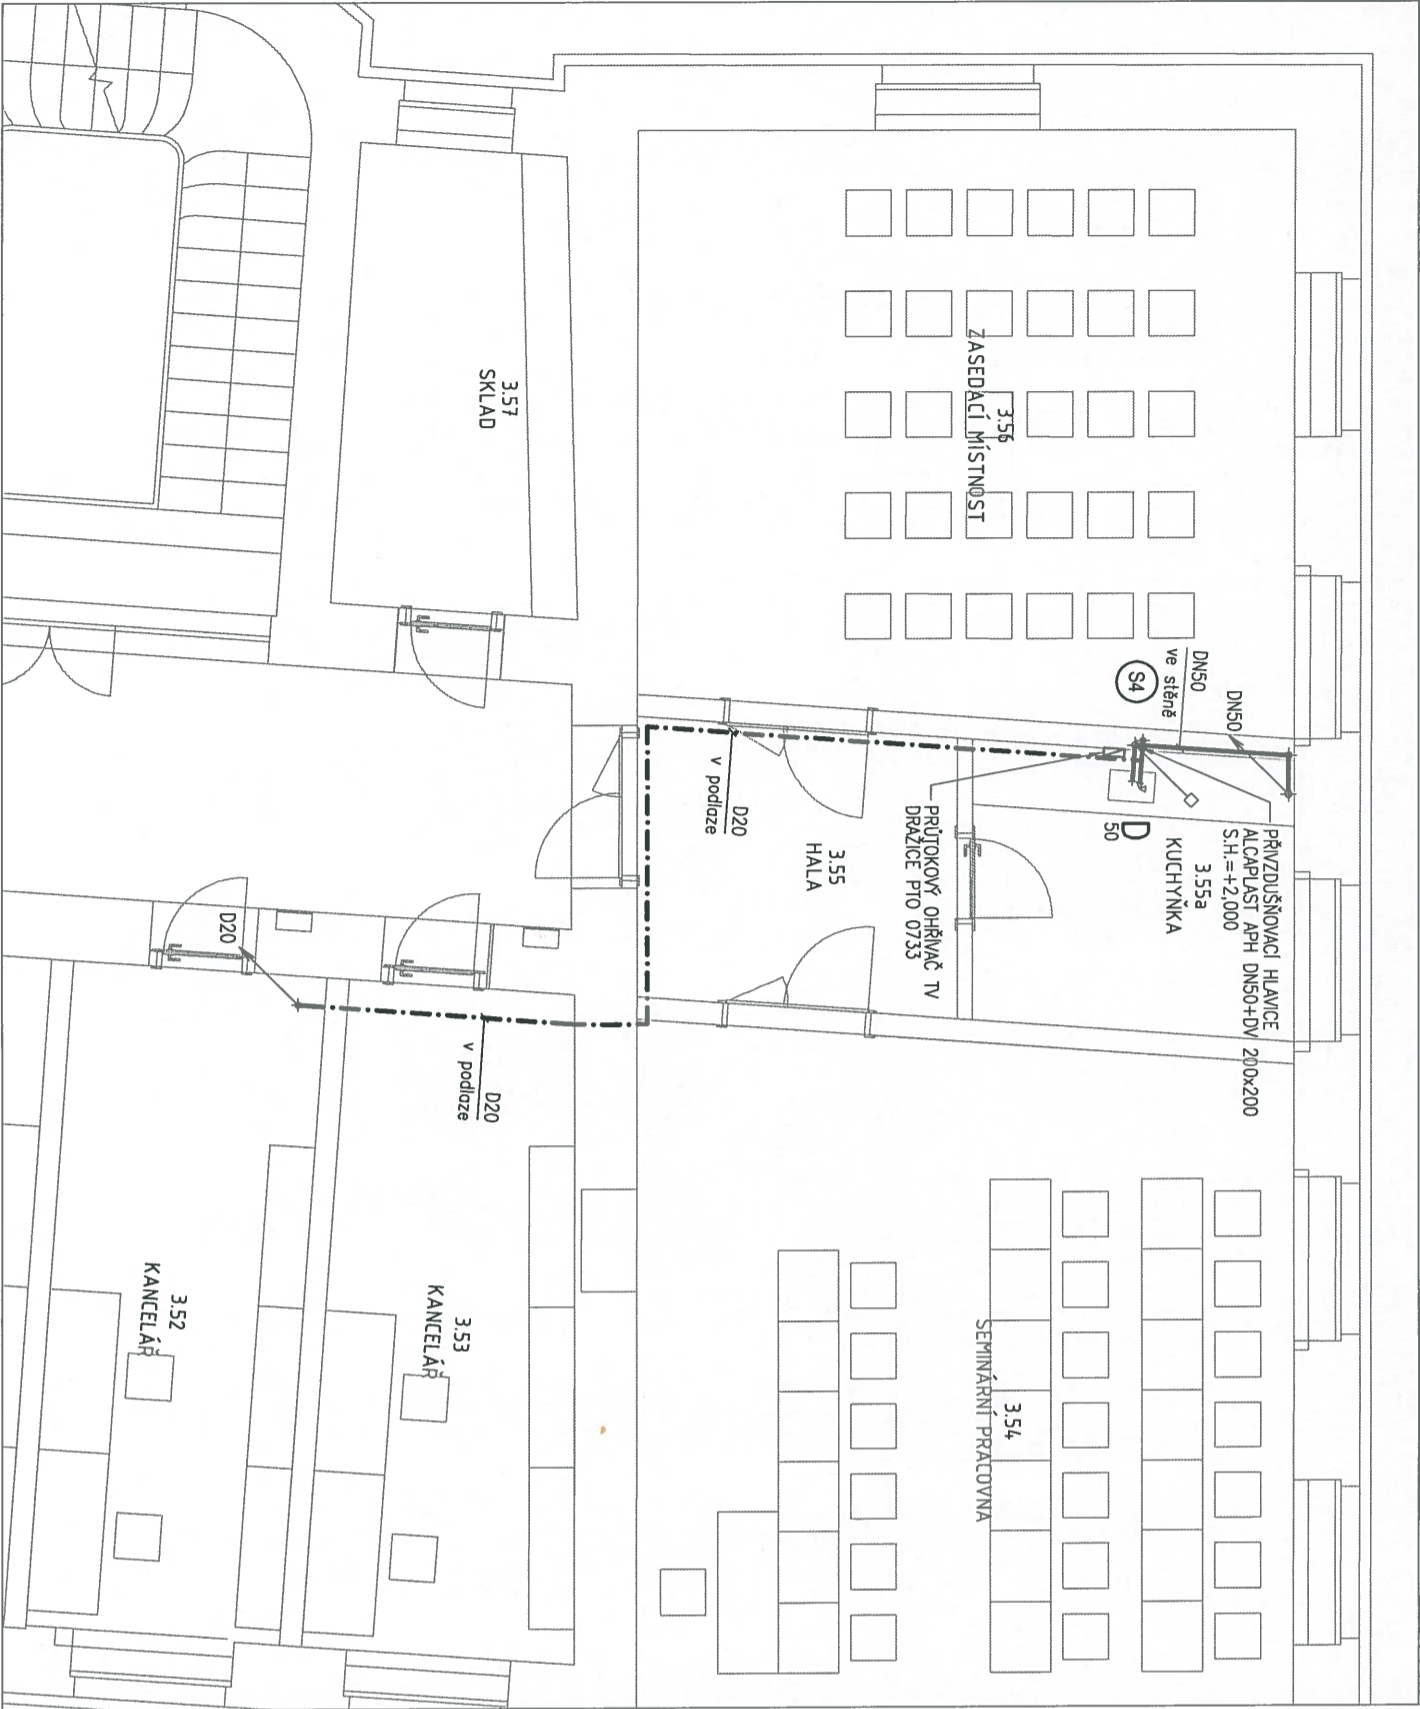 3.56
ZASEDACÍ MÍSTNOST
3.57
SKLAD
DN50
ve stěně
S4
DN50
PŘIVZDUŠŇOVACÍ HLAVICE
ALCAPLAST APH DN50+DV 200x200
S.H.=+2,000
3.55a
KUCHYŇKA
D
50
PRŮTOKOVÝ OHŘÍVAČ TV
DRAŽICE PTO 0733
3.55
HALA
D20
v podlaze
D20
D20
v podlaze
3.54
SEMINÁRNÍ PRACOVNA
3.53
KANCELÁŘ
3.52
KANCELÁŘ